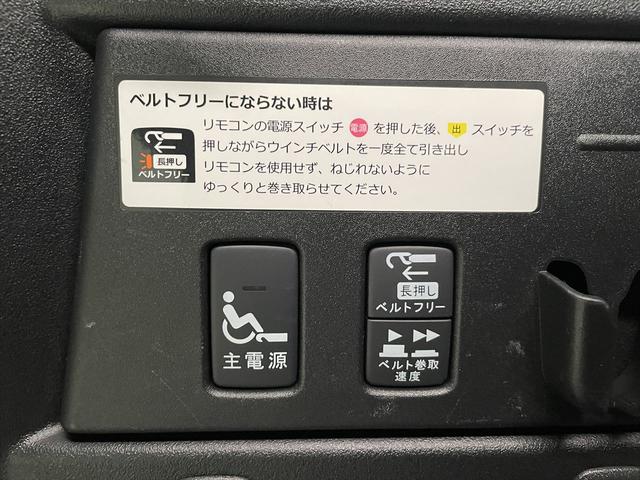 ベルトフリーにならない時は
リモコンの電源スイッチ 電源 を押した後、 出 スイッチを
押しながらウインチベルトを一度全て引き出し
リモコンを使用せず、ねじれないように
ゆっくりと巻き取らせてください。
長押し
ベルトフリー
主電源
長押し
ベルトフリー
ベルト巻取
速度